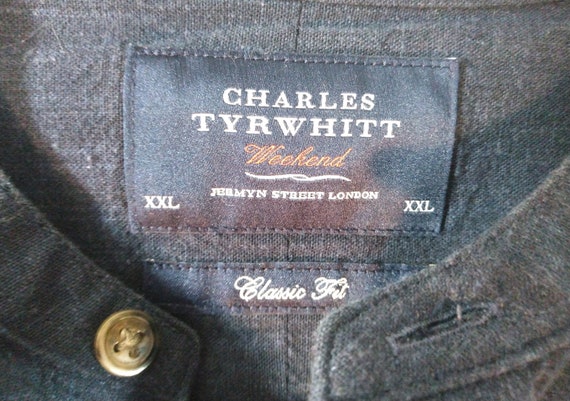 CHARLES
TYRWHITT
Weekend
JERMYN STREET LONDON
XXL XXL
Classic Fit